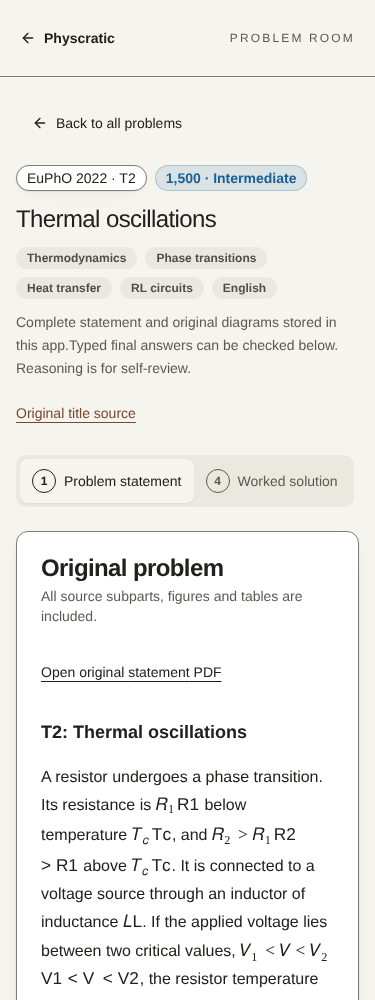 ← Physcratic PROBLEM ROOM
← Back to all problems
EuPhO 2022 · T2 1,500 · Intermediate
Thermal oscillations
Thermodynamics Phase transitions
Heat transfer RL circuits English
Complete statement and original diagrams stored in
this app.Typed final answers can be checked below.
Reasoning is for self-review.
Original title source
1 Problem statement 4 Worked solution
Original problem
All source subparts, figures and tables are
included.
Open original statement PDF
T2: Thermal oscillations
A resistor undergoes a phase transition.
Its resistance is R₁ R1 below
temperature T_c Tc, and R₂ > R₁ R2
> R1 above T_c Tc. It is connected to a
voltage source through an inductor of
inductance LL. If the applied voltage lies
between two critical values, V₁ < V < V₂
V1 < V < V2, the resistor temperature